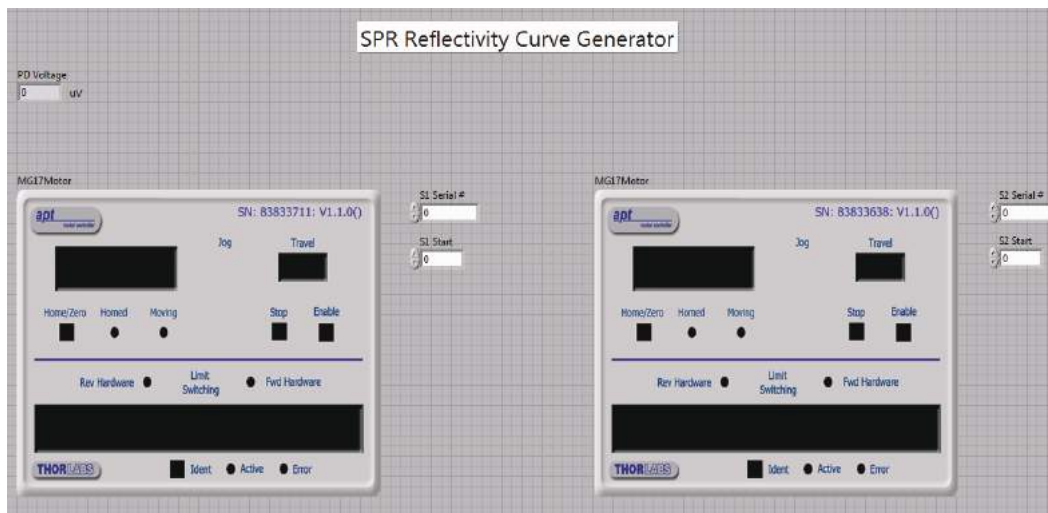 SPR Reflectivity Curve Generator
PD Voltage
0 uV
MG17Motor
apt
SN: 83833711: V1.1.0()
Jog Travel
Home/Zero Homed Moving Stop Enable
Rev Hardware Limit Switching Fwd Hardware
THORLABS Ident Active Error
S1 Serial #
0
S1 Start
0
MG17Motor
apt
SN: 83833638: V1.1.0()
Jog Travel
Home/Zero Homed Moving Stop Enable
Rev Hardware Limit Switching Fwd Hardware
THORLABS Ident Active Error
S2 Serial #
0
S2 Start
0